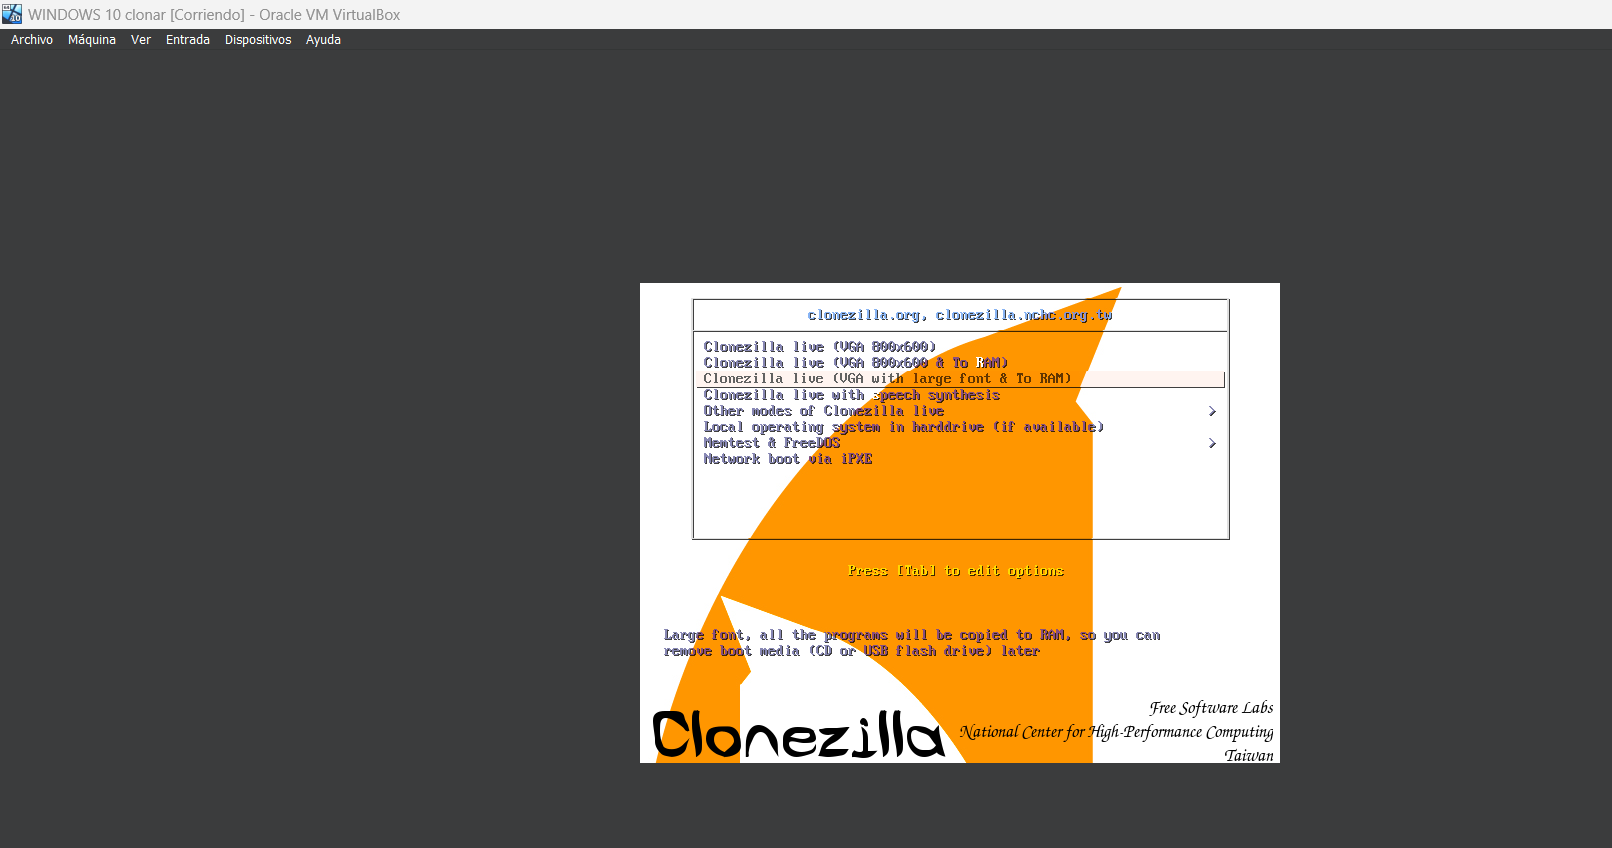 WINDOWS 10 clonar [Corriendo] - Oracle VM VirtualBox
Archivo Máquina Ver Entrada Dispositivos Ayuda
clonezilla.org, clonezilla.nchc.org.tw
Clonezilla live (VGA 800x600)
Clonezilla live (VGA 800x600 & To RAM)
Clonezilla live (VGA with large font & To RAM)
Clonezilla live with speech synthesis
Other modes of Clonezilla live >
Local operating system in harddrive (if available)
Memtest & FreeDOS >
Network boot via iPXE
Press [Tab] to edit options
Large font, all the programs will be copied to RAM, so you can
remove boot media (CD or USB flash drive) later
Clonezilla
Free Software Labs
National Center for High-Performance Computing
Taiwan